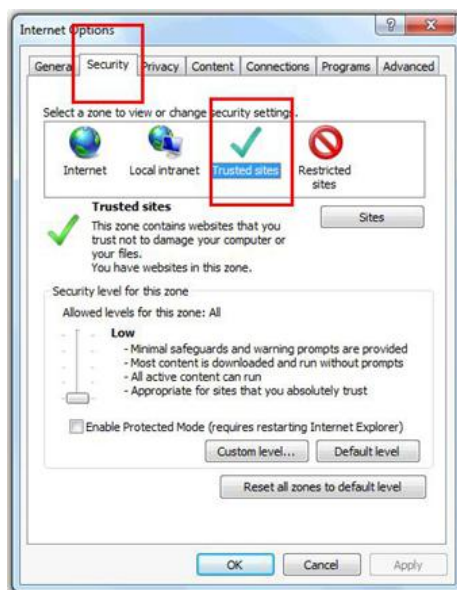 Internet Options
General Security Privacy Content Connections Programs Advanced
Select a zone to view or change security settings.
Internet Local intranet Trusted sites Restricted sites
Trusted sites
Sites
This zone contains websites that you
trust not to damage your computer or
your files.
You have websites in this zone.
Security level for this zone
Allowed levels for this zone: All
Low
- Minimal safeguards and warning prompts are provided
- Most content is downloaded and run without prompts
- All active content can run
- Appropriate for sites that you absolutely trust
Enable Protected Mode (requires restarting Internet Explorer)
Custom level... Default level
Reset all zones to default level
OK Cancel Apply